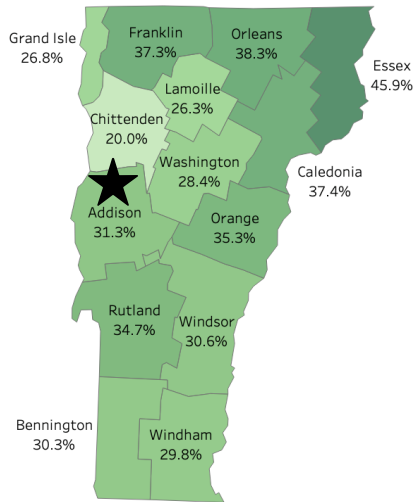 Grand Isle
26.8%
Franklin
37.3%
Orleans
38.3%
Essex
45.9%
Lamoille
26.3%
Chittenden
20.0%
Washington
28.4%
Caledonia
37.4%
Addison
31.3%
Orange
35.3%
Rutland
34.7%
Windsor
30.6%
Bennington
30.3%
Windham
29.8%